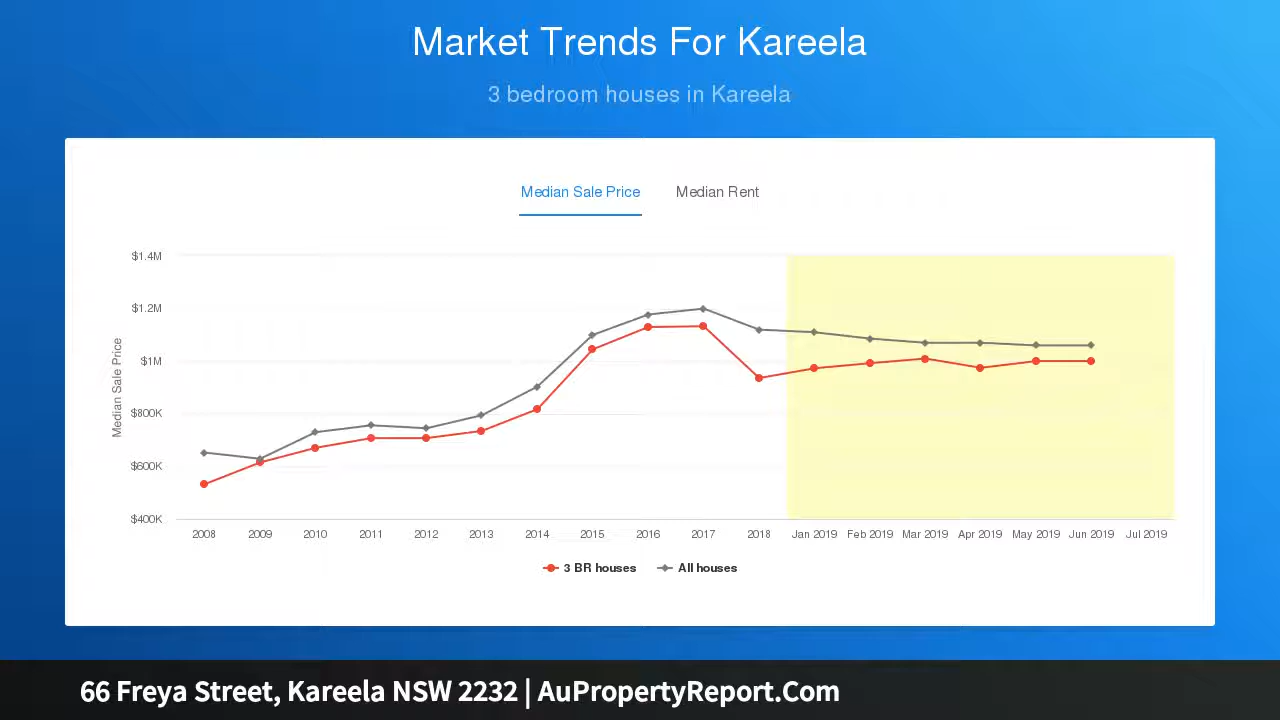 Market Trends For Kareela
3 bedroom houses in Kareela
Median Sale Price Median Rent
$1.4M
$1.2M
$1M
$800K
$600K
$400K
Median Sale Price
2008 2009 2010 2011 2012 2013 2014 2015 2016 2017 2018 Jan 2019 Feb 2019 Mar 2019 Apr 2019 May 2019 Jun 2019 Jul 2019
3 BR houses All houses
66 Freya Street, Kareela NSW 2232 | AuPropertyReport.Com